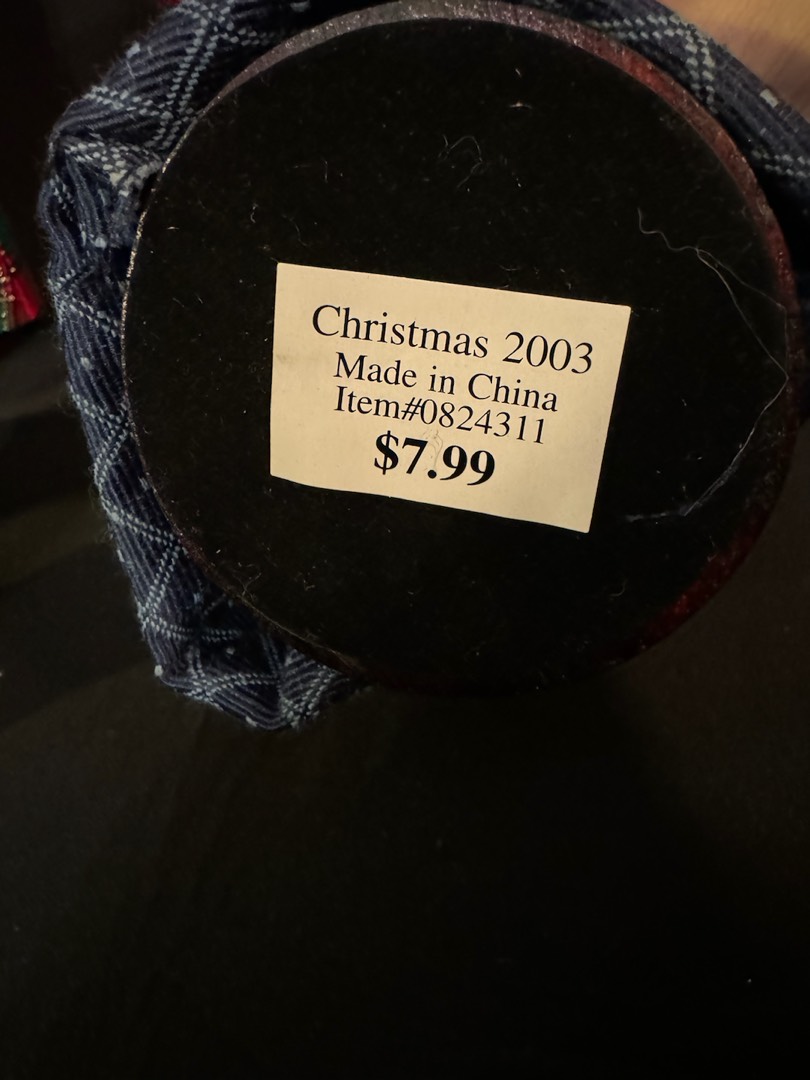 Christmas 2003
Made in China
Item#0824311
$7.99